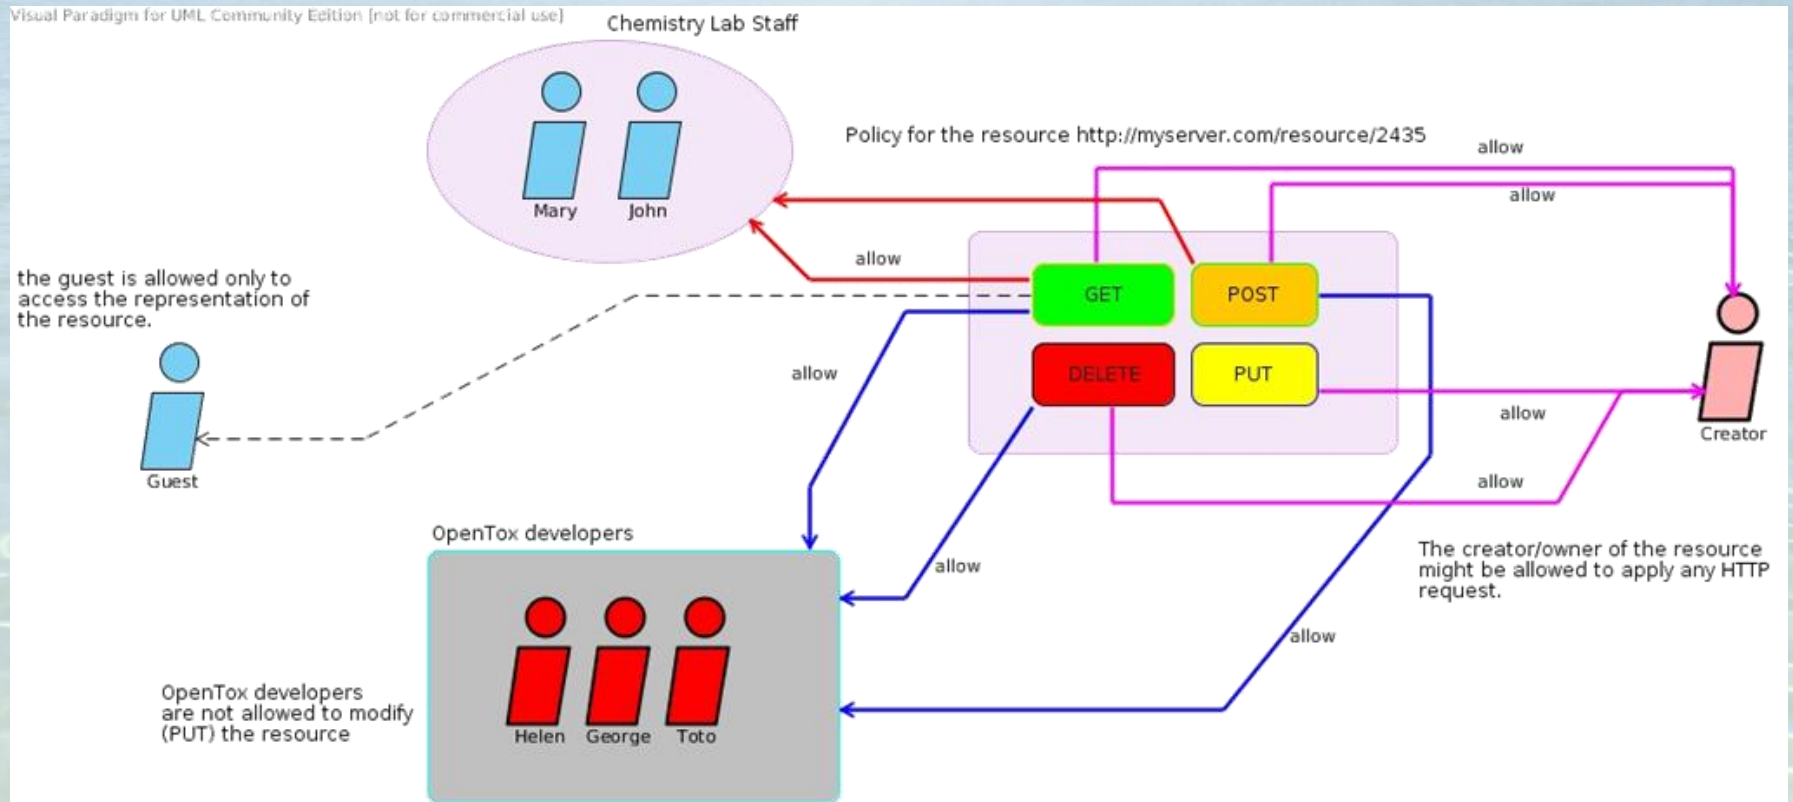 Visual Paradigm for UML Community Edition [not for commercial use]
Chemistry Lab Staff
Mary
John
Policy for the resource http://myserver.com/resource/2435
allow
allow
allow
the guest is allowed only to
access the representation of
the resource.
GET
POST
DELETE
PUT
allow
allow
Creator
Guest
allow
OpenTox developers
allow
The creator/owner of the resource
might be allowed to apply any HTTP
request.
allow
OpenTox developers
are not allowed to modify
(PUT) the resource
Helen
George
Toto